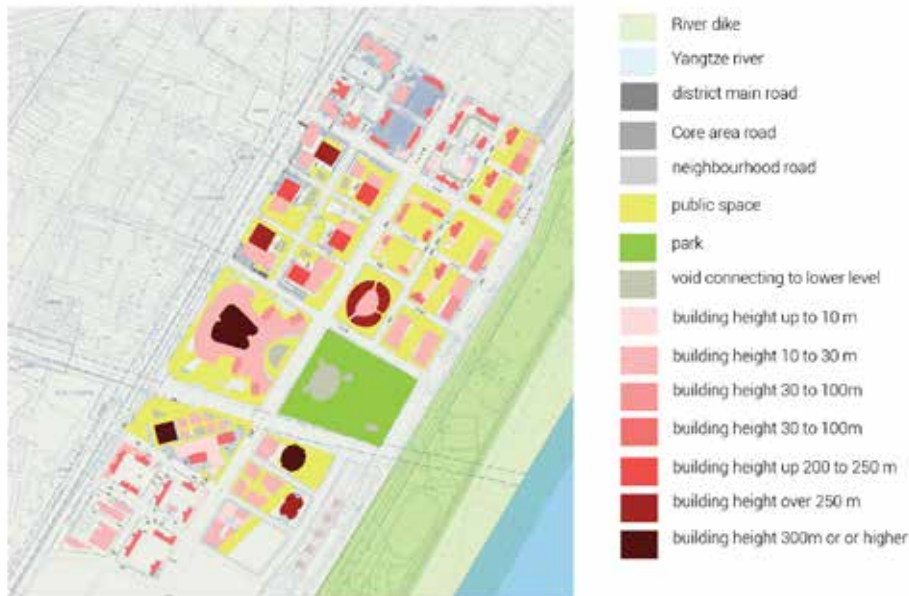 River dike
Yangtze river
district main road
Core area road
neighbourhood road
public space
park
void connecting to lower level
building height up to 10 m
building height 10 to 30 m
building height 30 to 100m
building height 30 to 100m
building height up 200 to 250 m
building height over 250 m
building height 300m or or higher